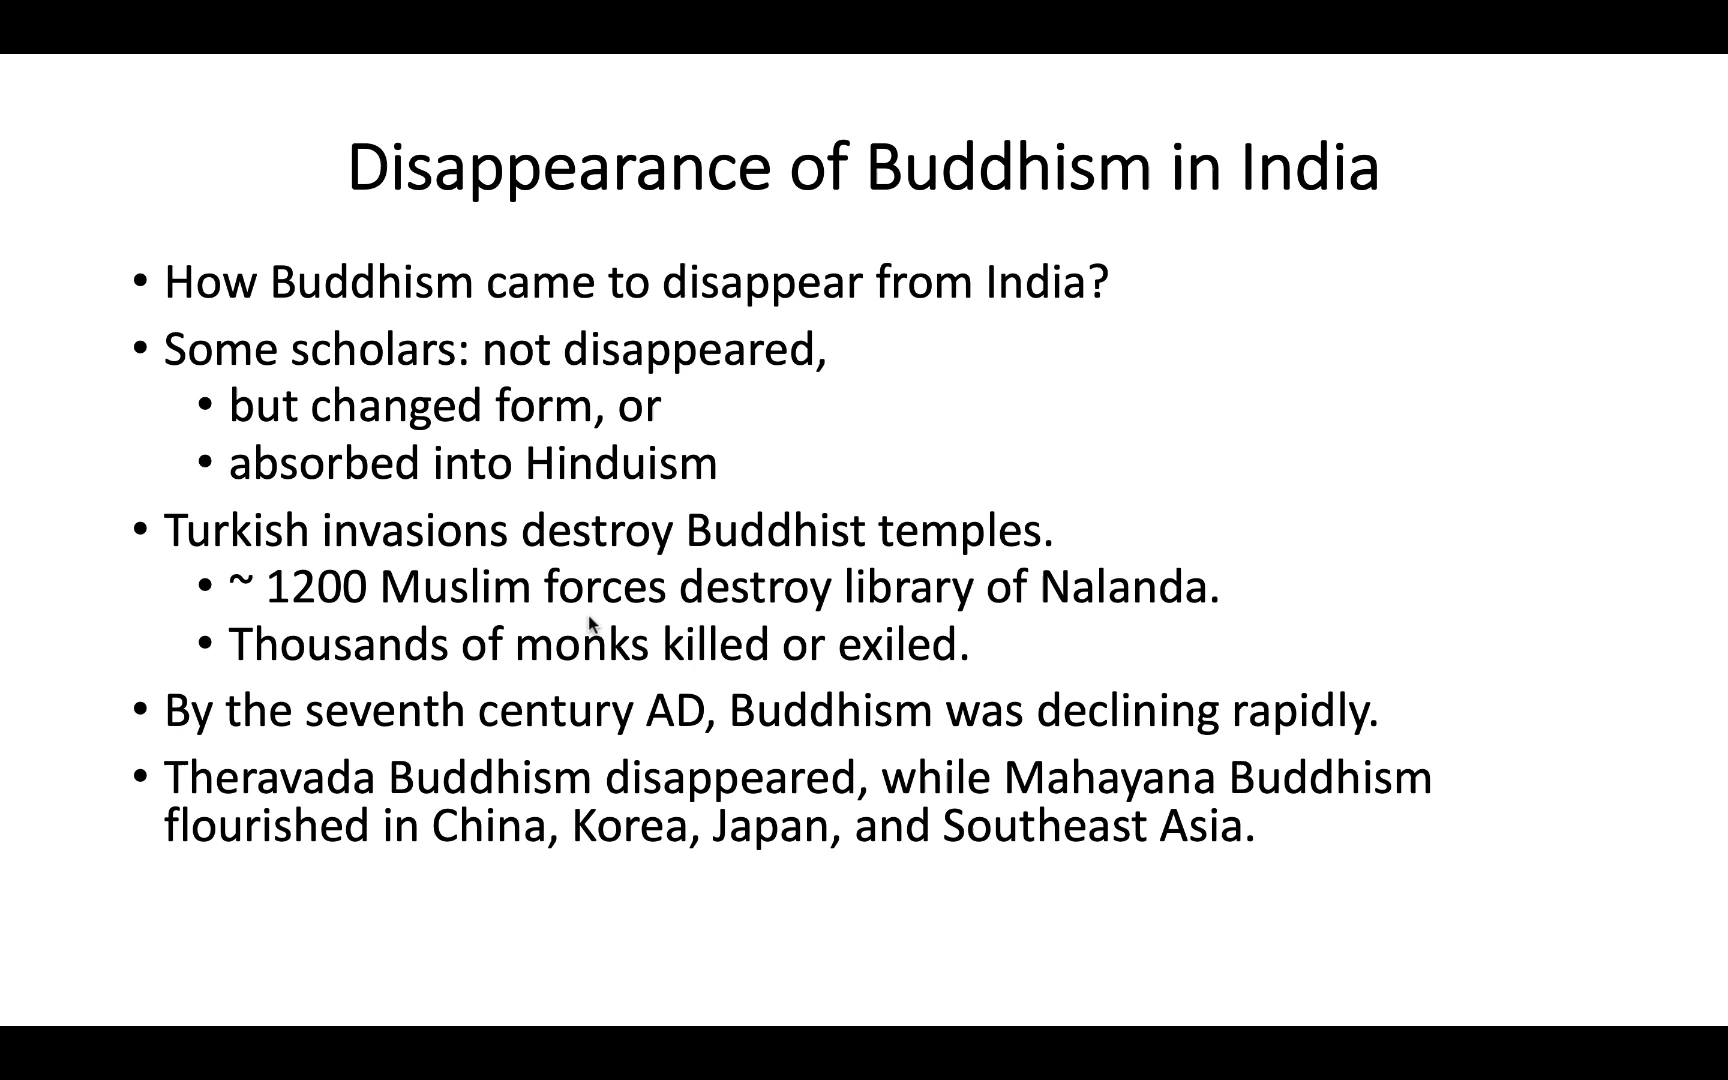 Disappearance of Buddhism in India
• How Buddhism came to disappear from India?
• Some scholars: not disappeared,
• but changed form, or
• absorbed into Hinduism
• Turkish invasions destroy Buddhist temples.
• ~ 1200 Muslim forces destroy library of Nalanda.
• Thousands of monks killed or exiled.
• By the seventh century AD, Buddhism was declining rapidly.
• Theravada Buddhism disappeared, while Mahayana Buddhism
flourished in China, Korea, Japan, and Southeast Asia.